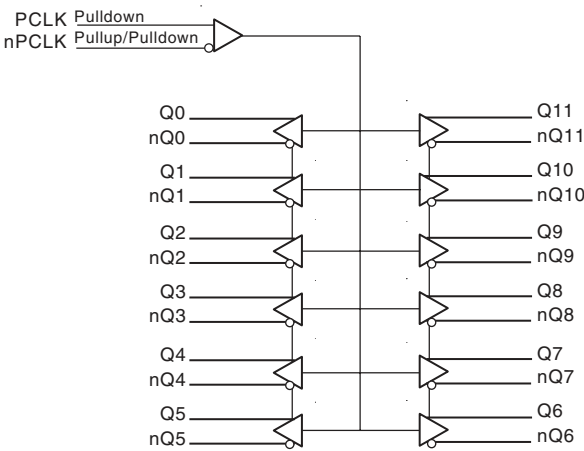 PCLK Pulldown
nPCLK Pullup/Pulldown
Q0
nQ0
Q11
nQ11
Q1
nQ1
Q10
nQ10
Q2
nQ2
Q9
nQ9
Q3
nQ3
Q8
nQ8
Q4
nQ4
Q7
nQ7
Q5
nQ5
Q6
nQ6